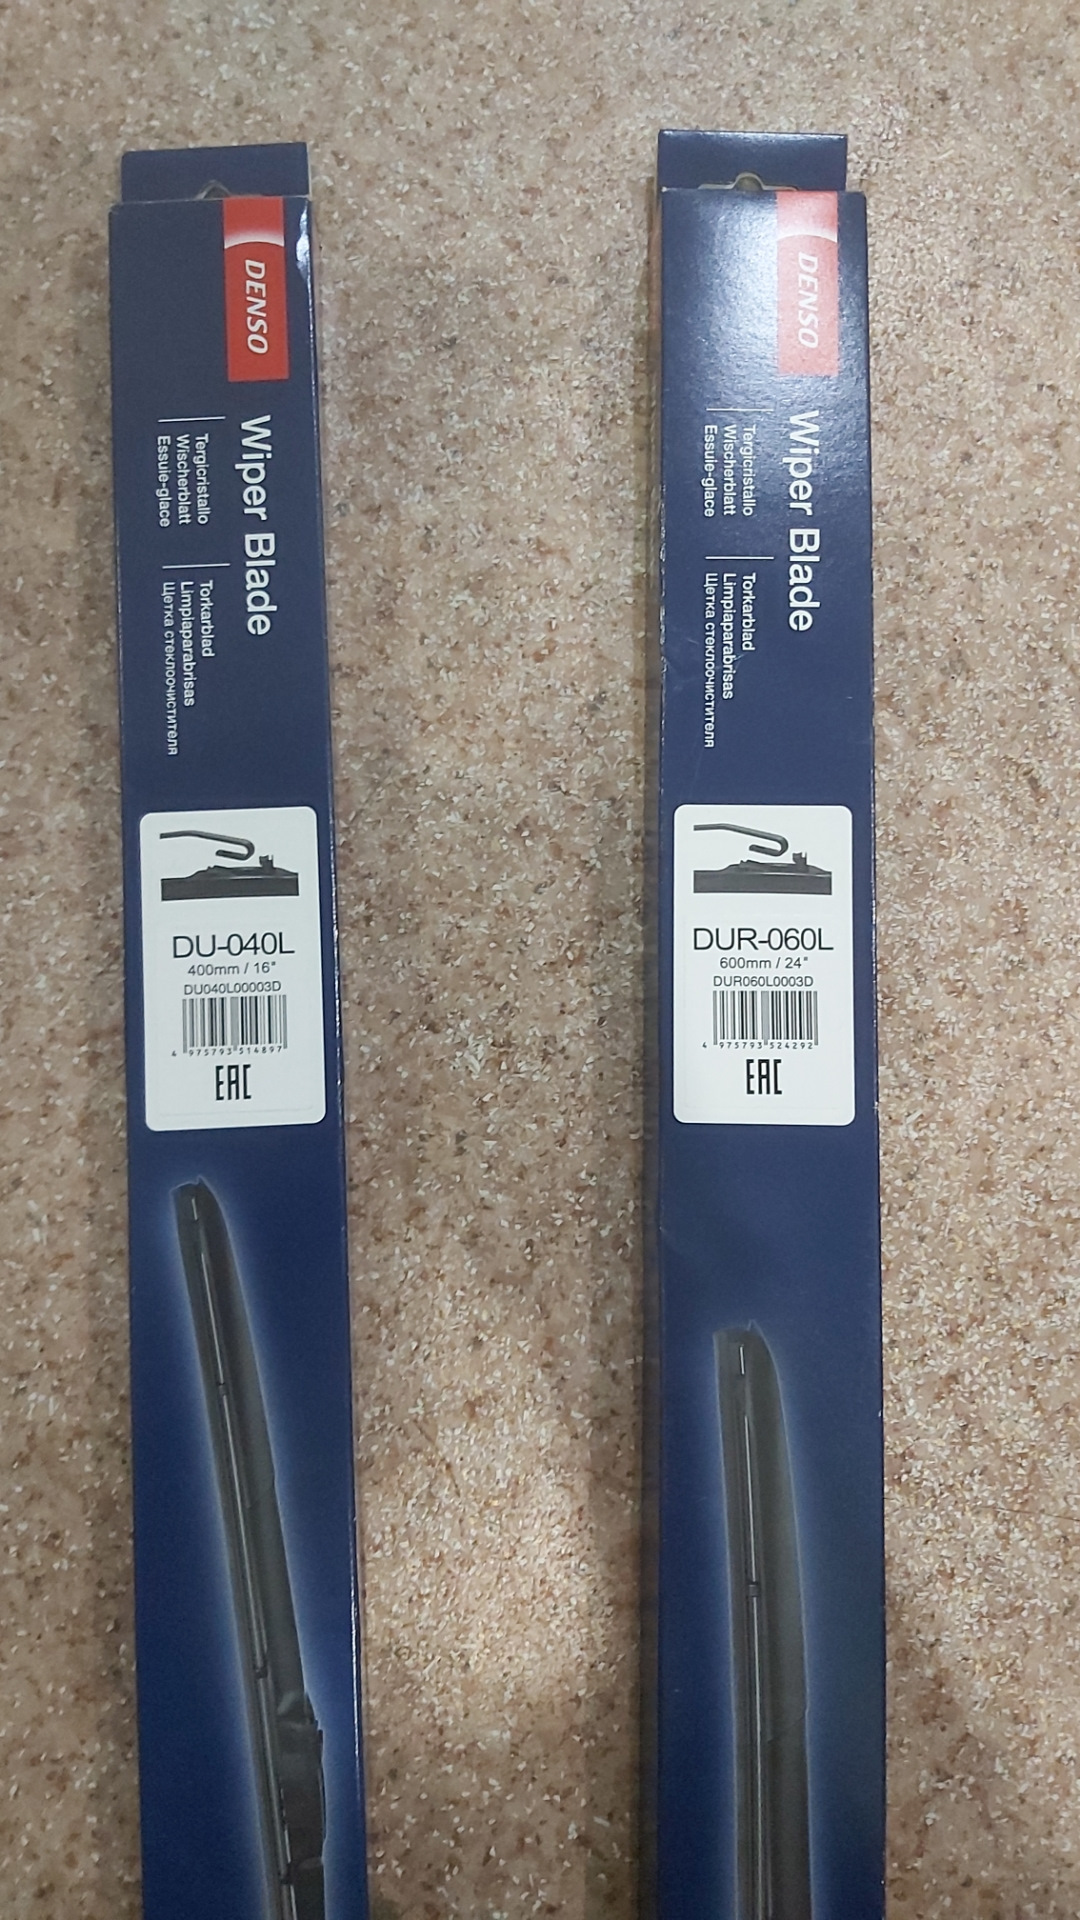 DENSO
Wiper Blade
Tergicristallo
Wischerblatt
Essuie-glace
Torkarblad
Limpiaparabrisas
Щетка стеклоочистителя
DU-040L
400mm / 16"
DU040L00003D
4 975793 514897
EAC
DENSO
Wiper Blade
Tergicristallo
Wischerblatt
Essuie-glace
Torkarblad
Limpiaparabrisas
Щетка стеклоочистителя
DUR-060L
600mm / 24"
DUR060L0003D
4 975793 524292
EAC